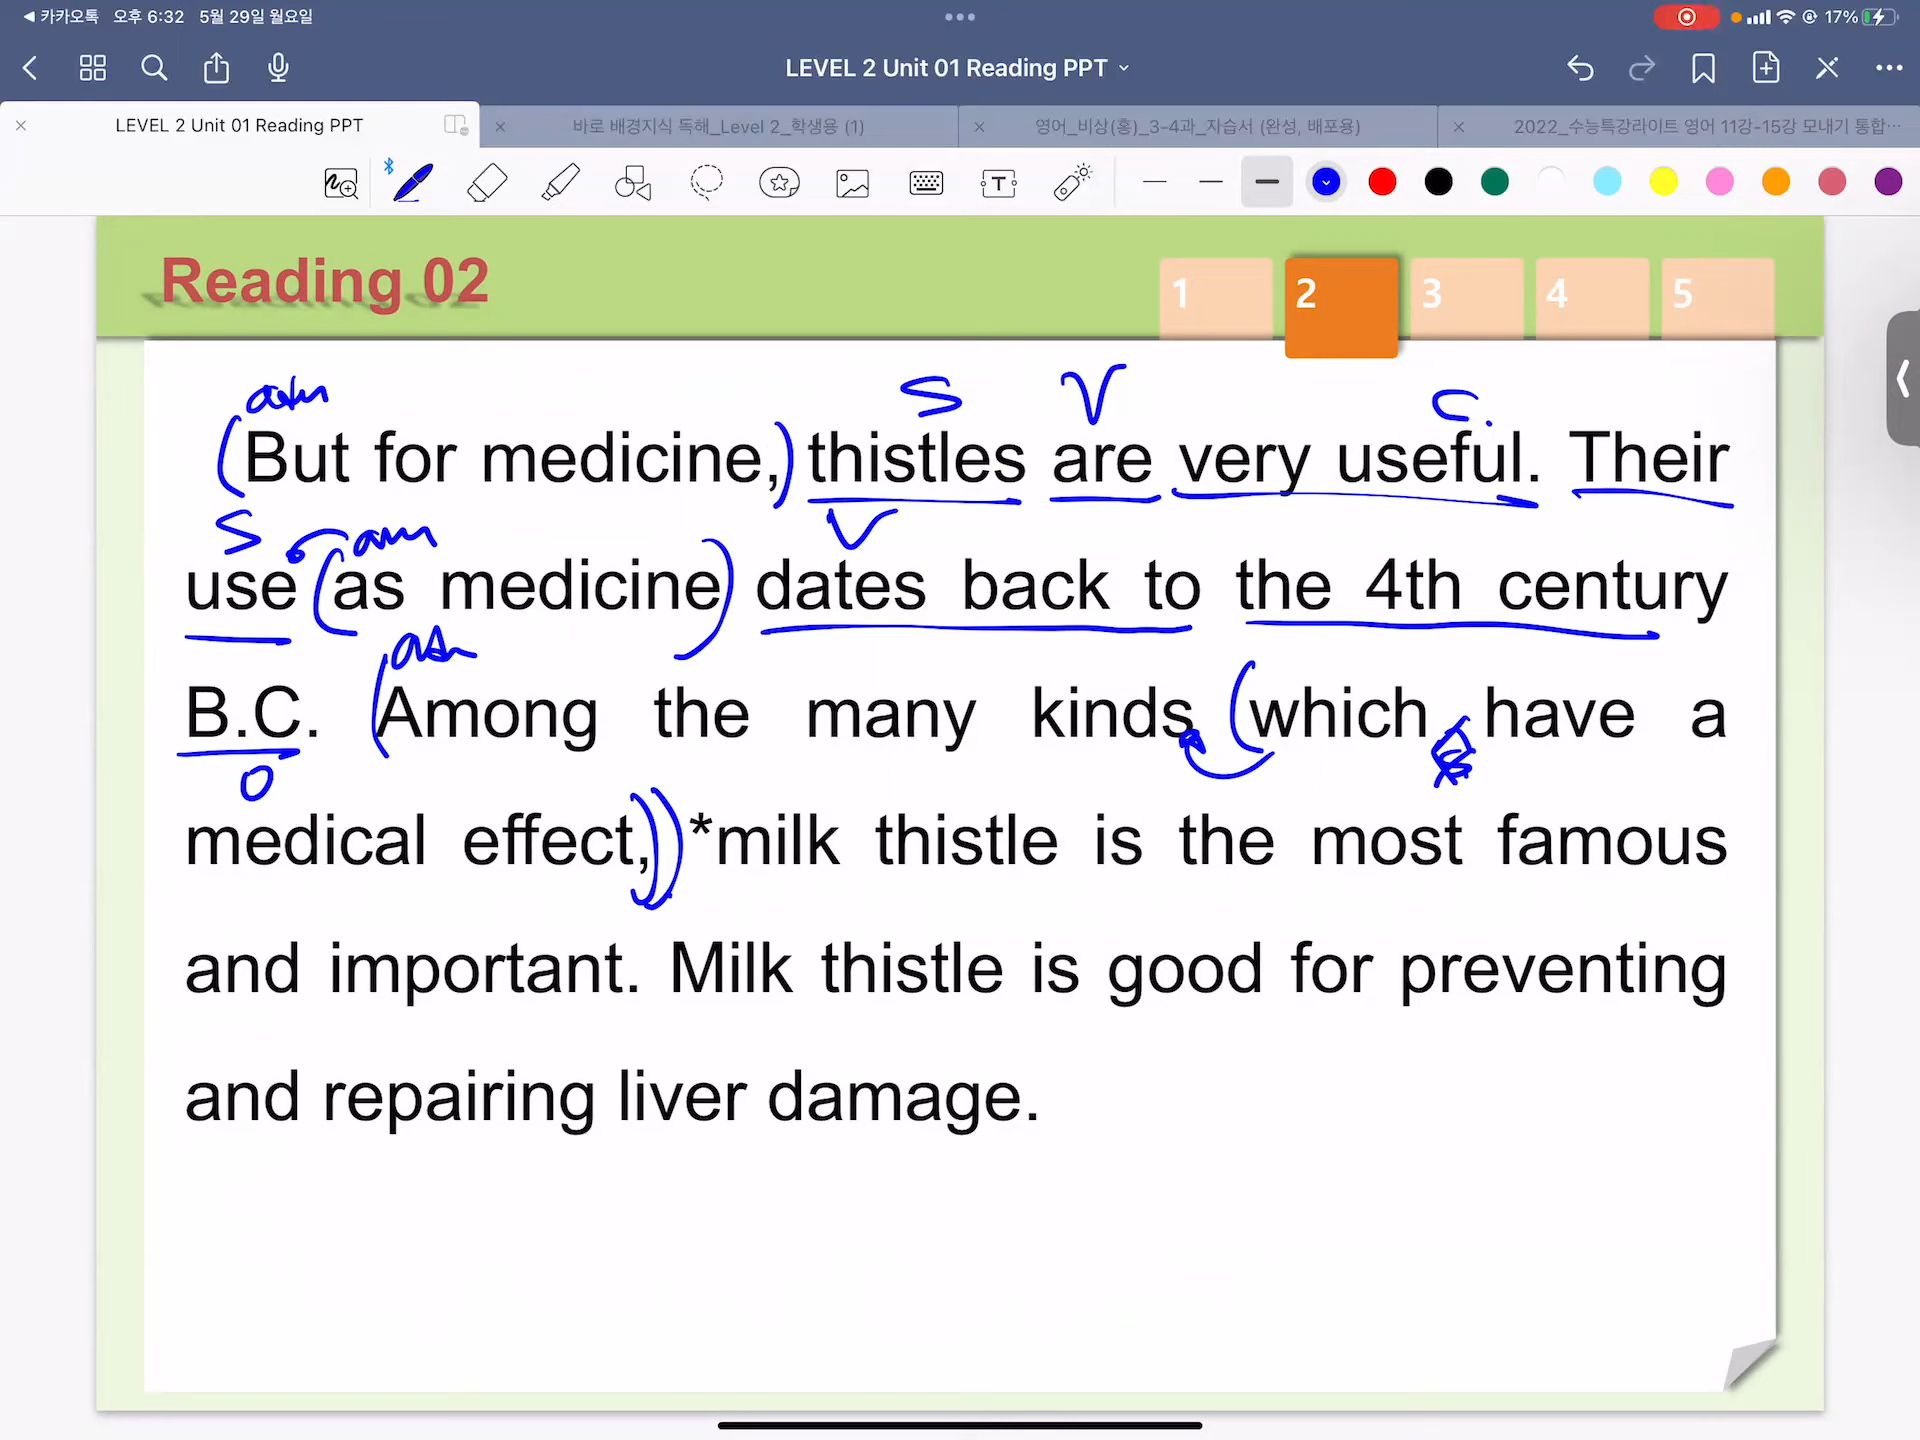 ◀ 카카오톡 오후 6:32 5월 29일 월요일
17%
LEVEL 2 Unit 01 Reading PPT
LEVEL 2 Unit 01 Reading PPT
바로 배경지식 독해_Level 2_학생용 (1)
영어_비상(홍)_3-4과_자습서 (완성, 배포용)
2022_수능특강라이트 영어 11강-15강 모내기 통합…
Reading 02
1 2 3 4 5
S V C.
(But for medicine,) thistles are very useful. Their
S V
use (as medicine) dates back to the 4th century
B.C. (Among the many kinds (which have a
O
medical effect,)) *milk thistle is the most famous
and important. Milk thistle is good for preventing
and repairing liver damage.